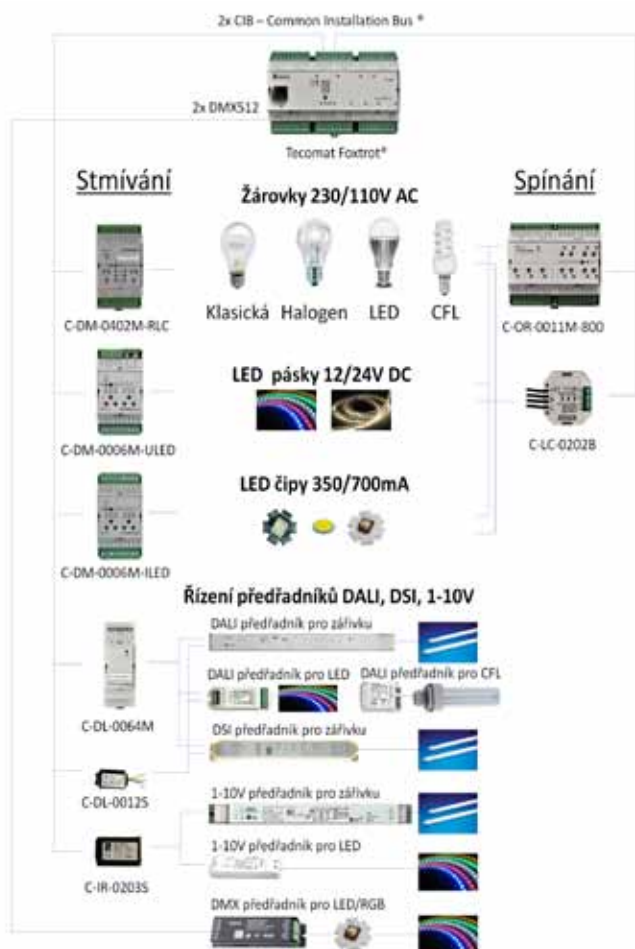 2x CIB – Common Installation Bus ®
2x DMX512
Tecomat Foxtrot®
Stmívání
Žárovky 230/110V AC
Spínání
Klasická Halogen LED CFL
C-DM-0402M-RLC
C-OR-0011M-800
LED pásky 12/24V DC
C-DM-0006M-ULED
C-LC-0202B
LED čipy 350/700mA
C-DM-0006M-ILED
Řízení předřadníků DALI, DSI, 1-10V
DALI předřadník pro zářivku
DALI předřadník pro LED
DALI předřadník pro CFL
C-DL-0064M
DSI předřadník pro zářivku
C-DL-0012S
1-10V předřadník pro zářivku
1-10V předřadník pro LED
C-IR-0203S
DMX předřadník pro LED/RGB